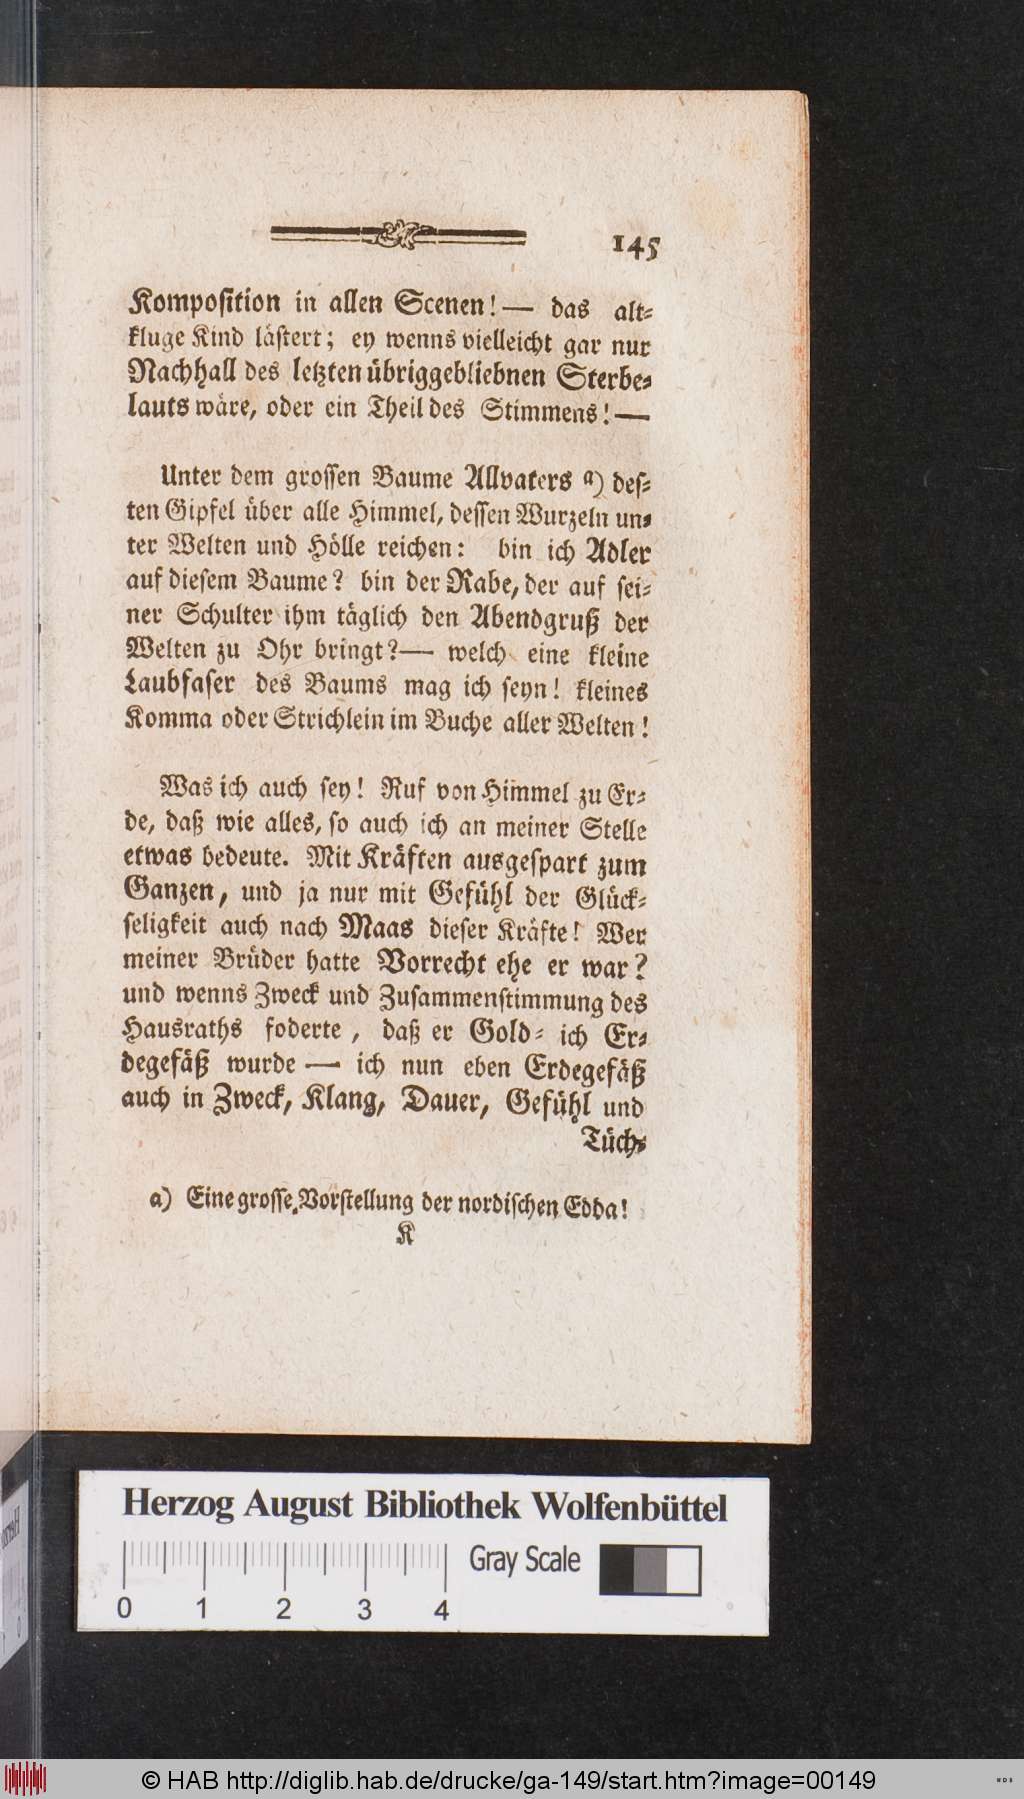 145
Komposition in allen Scenen! — das alt-
kluge Kind lästert; ey wenns vielleicht gar nur
Nachhall des letzten übriggebliebnen Sterbe-
lauts wäre, oder ein Theil des Stimmens! —
Unter dem grossen Baume Allvaters a) des-
ten Gipfel über alle Himmel, dessen Wurzeln un-
ter Welten und Hölle reichen: bin ich Adler
auf diesem Baume? bin der Rabe, der auf sei-
ner Schulter ihm täglich den Abendgruß der
Welten zu Ohr bringt? — welch eine kleine
Laubfaser des Baums mag ich seyn! kleines
Komma oder Strichlein im Buche aller Welten!
Was ich auch sey! Ruf von Himmel zu Er-
de, daß wie alles, so auch ich an meiner Stelle
etwas bedeute. Mit Kräften ausgespart zum
Ganzen, und ja nur mit Gefühl der Glück-
seligkeit auch nach Maas dieser Kräfte! Wer
meiner Brüder hatte Vorrecht ehe er war?
und wenns Zweck und Zusammenstimmung des
Hausraths foderte, daß er Gold- ich Er-
degefäß wurde — ich nun eben Erdegefäß
auch in Zweck, Klang, Dauer, Gefühl und
Tüch-
a) Eine grosse Vorstellung der nordischen Edda!
K
Herzog August Bibliothek Wolfenbüttel
Gray Scale
0 1 2 3 4
© HAB http://diglib.hab.de/drucke/ga-149/start.htm?image=00149